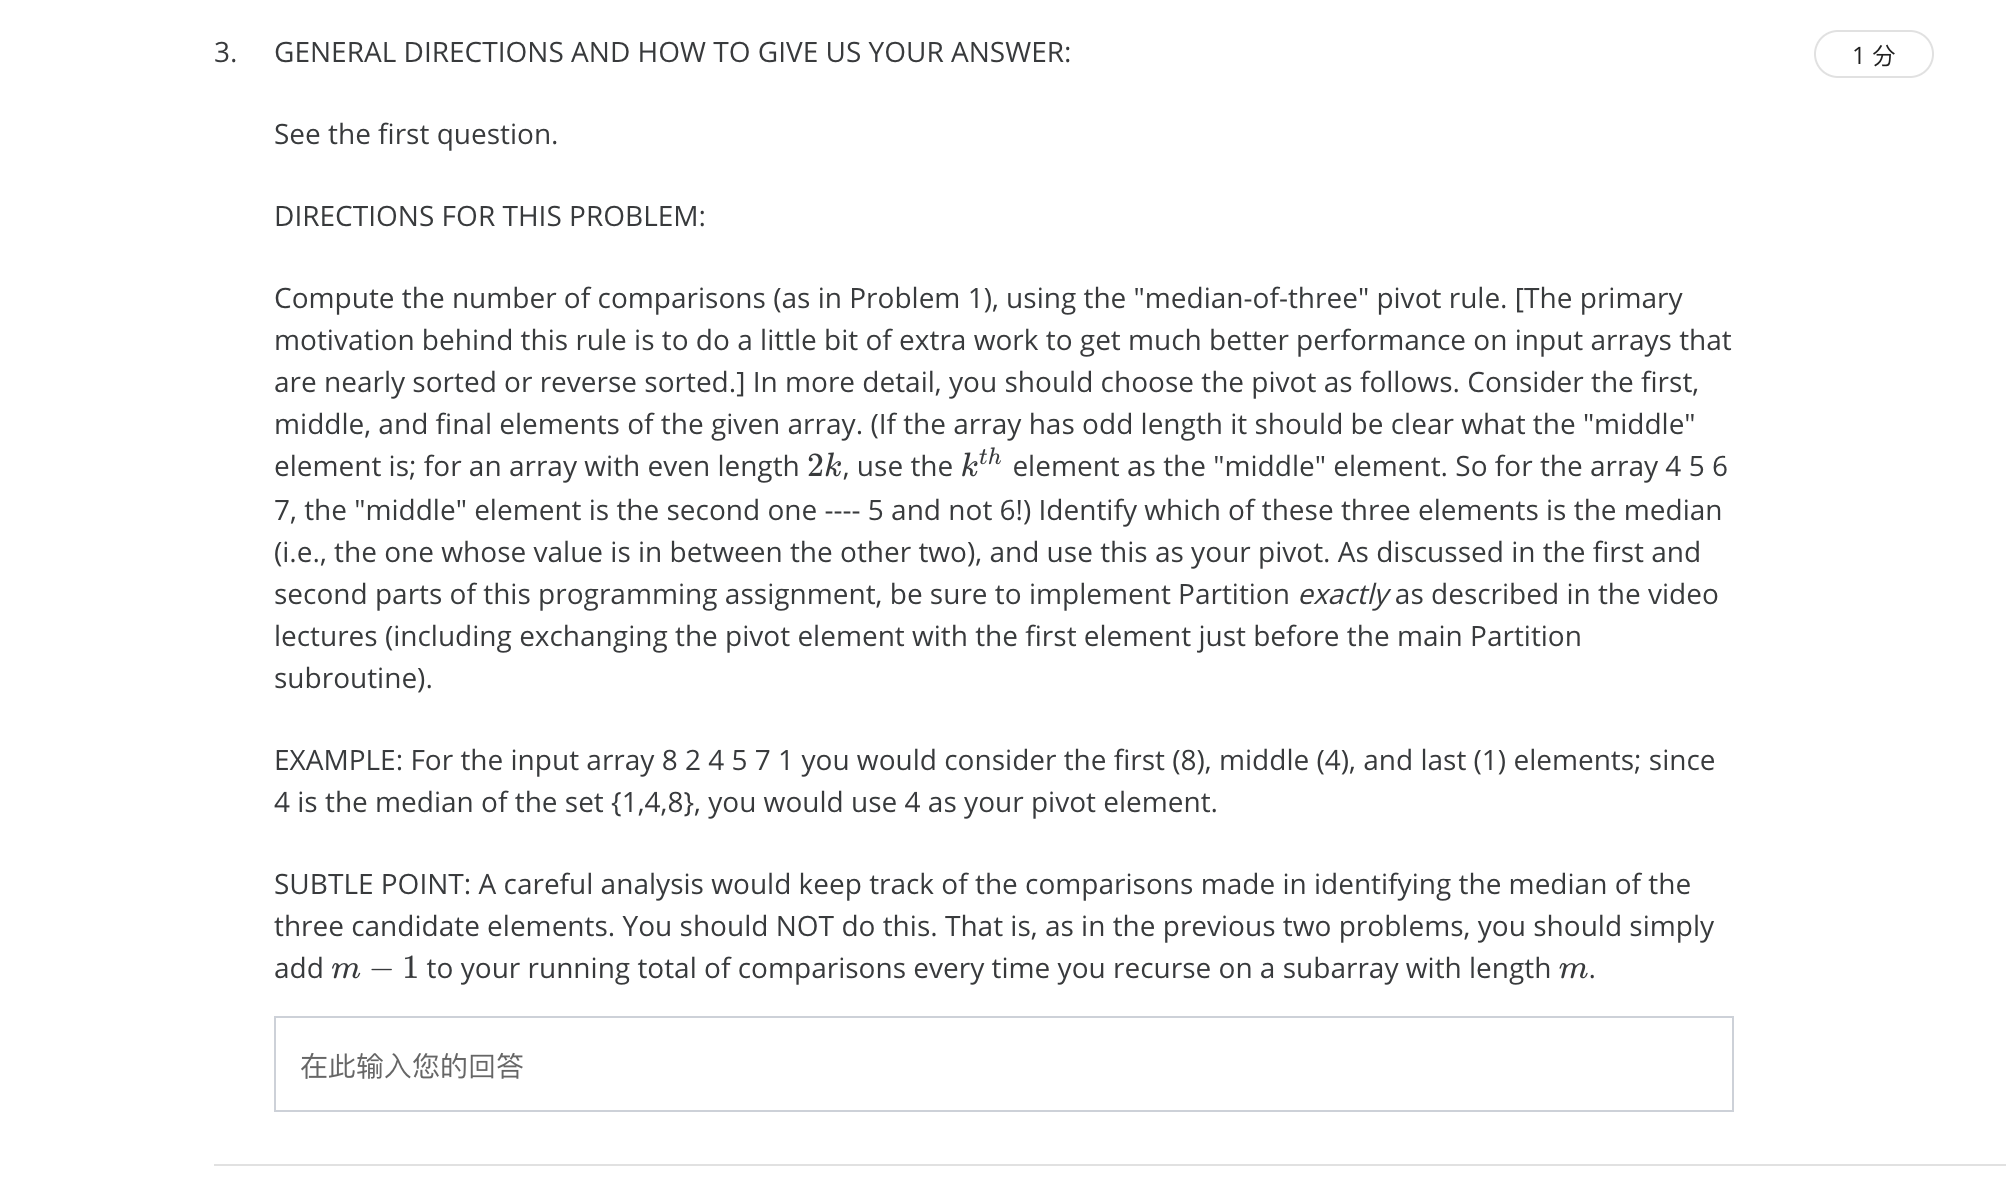 3. GENERAL DIRECTIONS AND HOW TO GIVE US YOUR ANSWER:
1 分
See the first question.
DIRECTIONS FOR THIS PROBLEM:
Compute the number of comparisons (as in Problem 1), using the "median-of-three" pivot rule. [The primary
motivation behind this rule is to do a little bit of extra work to get much better performance on input arrays that
are nearly sorted or reverse sorted.] In more detail, you should choose the pivot as follows. Consider the first,
middle, and final elements of the given array. (If the array has odd length it should be clear what the "middle"
element is; for an array with even length 2k, use the k^{th} element as the "middle" element. So for the array 4 5 6
7, the "middle" element is the second one ---- 5 and not 6!) Identify which of these three elements is the median
(i.e., the one whose value is in between the other two), and use this as your pivot. As discussed in the first and
second parts of this programming assignment, be sure to implement Partition exactly as described in the video
lectures (including exchanging the pivot element with the first element just before the main Partition
subroutine).
EXAMPLE: For the input array 8 2 4 5 7 1 you would consider the first (8), middle (4), and last (1) elements; since
4 is the median of the set {1,4,8}, you would use 4 as your pivot element.
SUBTLE POINT: A careful analysis would keep track of the comparisons made in identifying the median of the
three candidate elements. You should NOT do this. That is, as in the previous two problems, you should simply
add m − 1 to your running total of comparisons every time you recurse on a subarray with length m.
在此输入您的回答